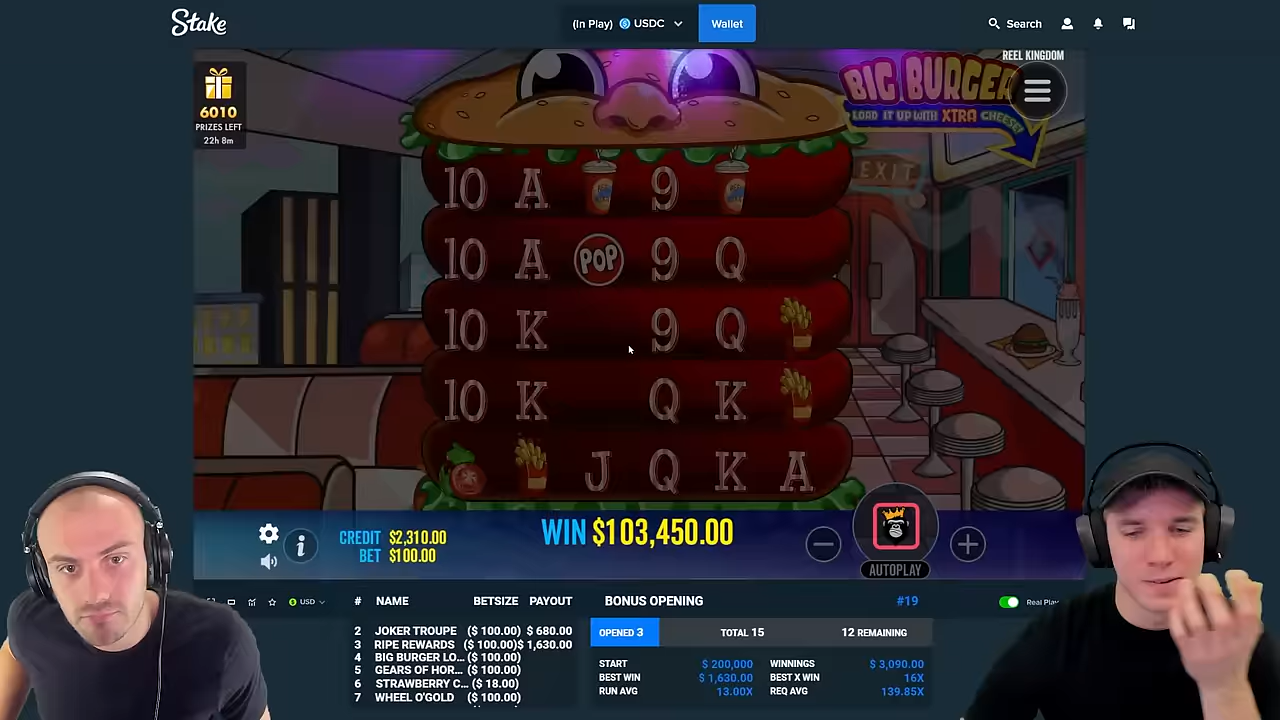 Stake
(In Play) USDC
Wallet
Search
REEL KINGDOM
BIG BURGER
LOAD IT UP WITH XTRA CHEESE!
6010
PRIZES LEFT
22h 8m
EXIT
10 A 9
10 A POP 9 Q
10 K 9 Q
10 K Q K
J Q K A
CREDIT $2,310.00
BET $100.00
WIN $103,450.00
AUTOPLAY
USD
Real Play
# NAME BETSIZE PAYOUT
2 JOKER TROUPE ($ 100.00) $ 680.00
3 RIPE REWARDS ($ 100.00)$ 1,630.00
4 BIG BURGER LO... ($ 100.00)
5 GEARS OF HOR... ($ 100.00)
6 STRAWBERRY C... ($ 18.00)
7 WHEEL O'GOLD ($ 100.00)
BONUS OPENING #19
OPENED 3 TOTAL 15 12 REMAINING
START $ 200,000 WINNINGS $ 3,090.00
BEST WIN $ 1,630.00 BEST X WIN 16X
RUN AVG 13.00X REQ AVG 139.85X